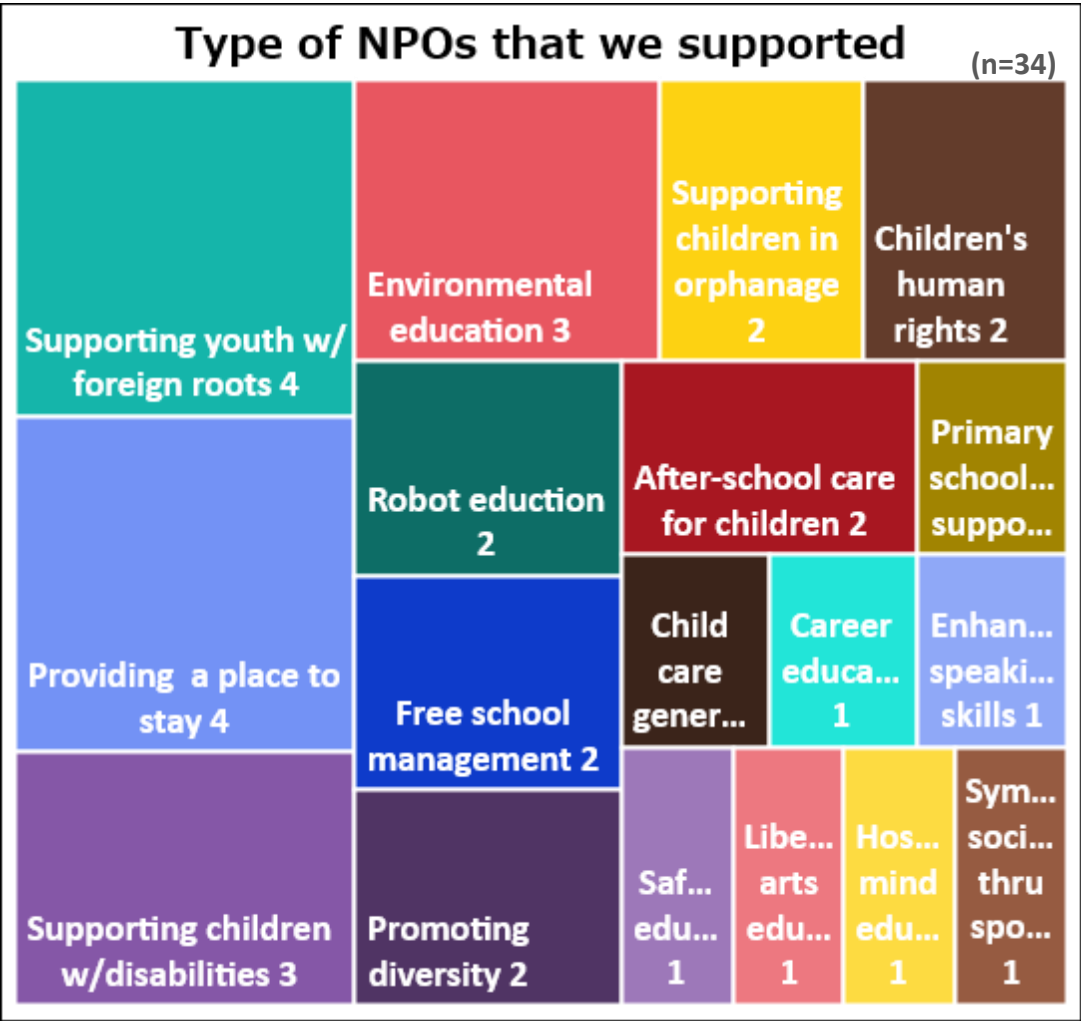 Type of NPOs that we supported
(n=34)
Supporting youth w/
foreign roots 4
Providing a place to
stay 4
Supporting children
w/disabilities 3
Environmental
education 3
Supporting
children in
orphanage
2
Children's
human
rights 2
Robot eduction
2
Free school
management 2
Promoting
diversity 2
After-school care
for children 2
Primary
school...
suppo...
Child
care
gener...
Career
educa...
1
Enhan...
speaki...
skills 1
Saf...
edu...
1
Libe...
arts
edu...
1
Hos...
mind
edu...
1
Sym...
soci...
thru
spo...
1